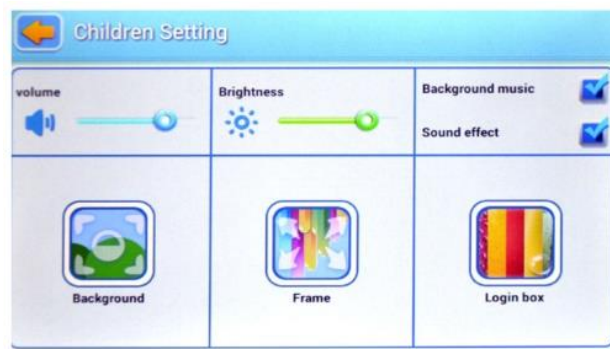 Children Setting
volume
Brightness
Background music
Sound effect
Background
Frame
Login box